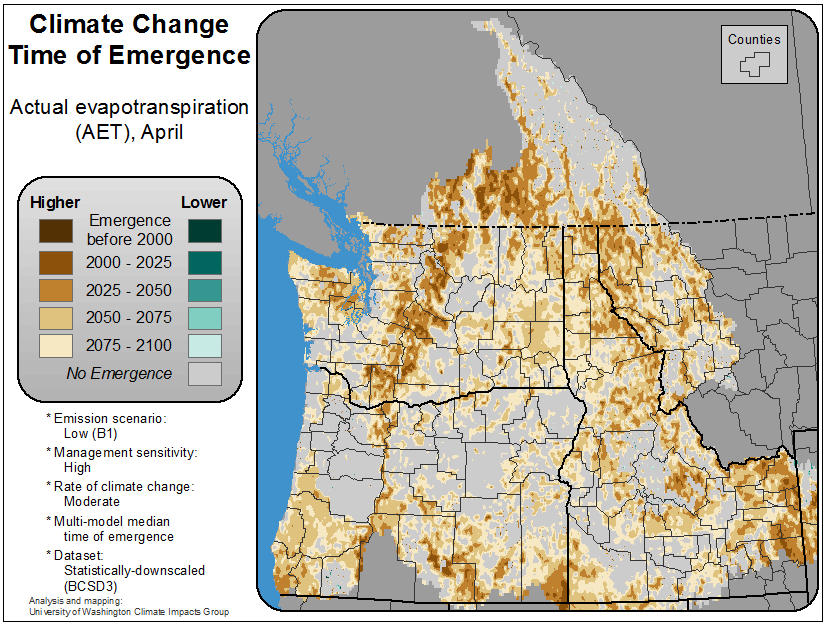 Climate Change
Time of Emergence
Actual evapotranspiration
(AET), April
Higher
Lower
Emergence
before 2000
2000 - 2025
2025 - 2050
2050 - 2075
2075 - 2100
No Emergence
* Emission scenario:
Low (B1)
* Management sensitivity:
High
* Rate of climate change:
Moderate
* Multi-model median
time of emergence
* Dataset:
Statistically-downscaled
(BCSD3)
Analysis and mapping:
University of Washington Climate Impacts Group
Counties